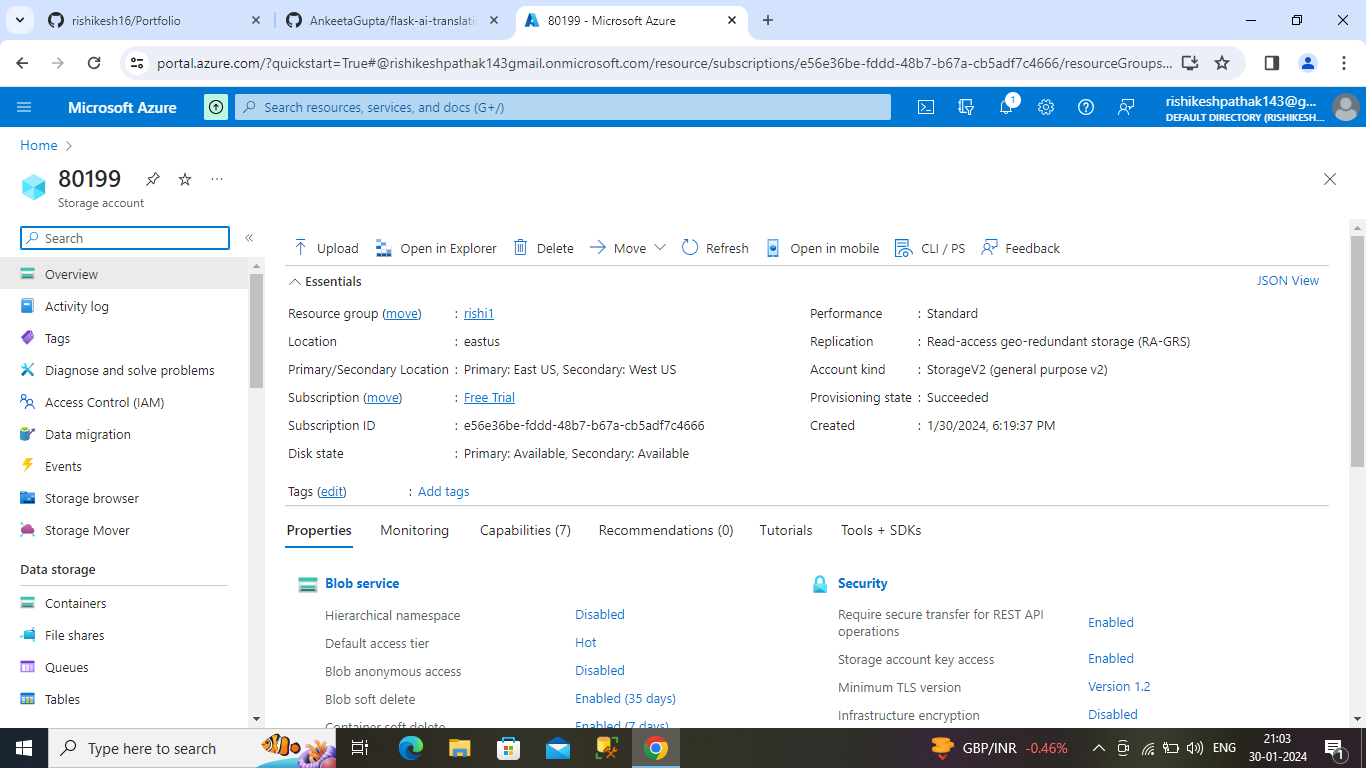 rishikesh16/Portfolio
AnkeetaGupta/flask-ai-translati
80199 - Microsoft Azure
portal.azure.com/?quickstart=True#@rishikeshpathak143gmail.onmicrosoft.com/resource/subscriptions/e56e36be-fddd-48b7-b67a-cb5adf7c4666/resourceGroups...
Microsoft Azure
Search resources, services, and docs (G+/)
1
rishikeshpathak143@g...
DEFAULT DIRECTORY (RISHIKESH...
Home
80199
Storage account
Search
Overview
Activity log
Tags
Diagnose and solve problems
Access Control (IAM)
Data migration
Events
Storage browser
Storage Mover
Data storage
Containers
File shares
Queues
Tables
Upload Open in Explorer Delete Move Refresh Open in mobile CLI / PS Feedback
Essentials
JSON View
Resource group (move) : rishi1
Location : eastus
Primary/Secondary Location : Primary: East US, Secondary: West US
Subscription (move) : Free Trial
Subscription ID : e56e36be-fddd-48b7-b67a-cb5adf7c4666
Disk state : Primary: Available, Secondary: Available
Performance : Standard
Replication : Read-access geo-redundant storage (RA-GRS)
Account kind : StorageV2 (general purpose v2)
Provisioning state : Succeeded
Created : 1/30/2024, 6:19:37 PM
Tags (edit) : Add tags
Properties Monitoring Capabilities (7) Recommendations (0) Tutorials Tools + SDKs
Blob service
Hierarchical namespace Disabled
Default access tier Hot
Blob anonymous access Disabled
Blob soft delete Enabled (35 days)
Container soft delete Enabled (7 days)
Security
Require secure transfer for REST API
operations Enabled
Storage account key access Enabled
Minimum TLS version Version 1.2
Infrastructure encryption Disabled
Type here to search
GBP/INR -0.46%
ENG
21:03
30-01-2024
1